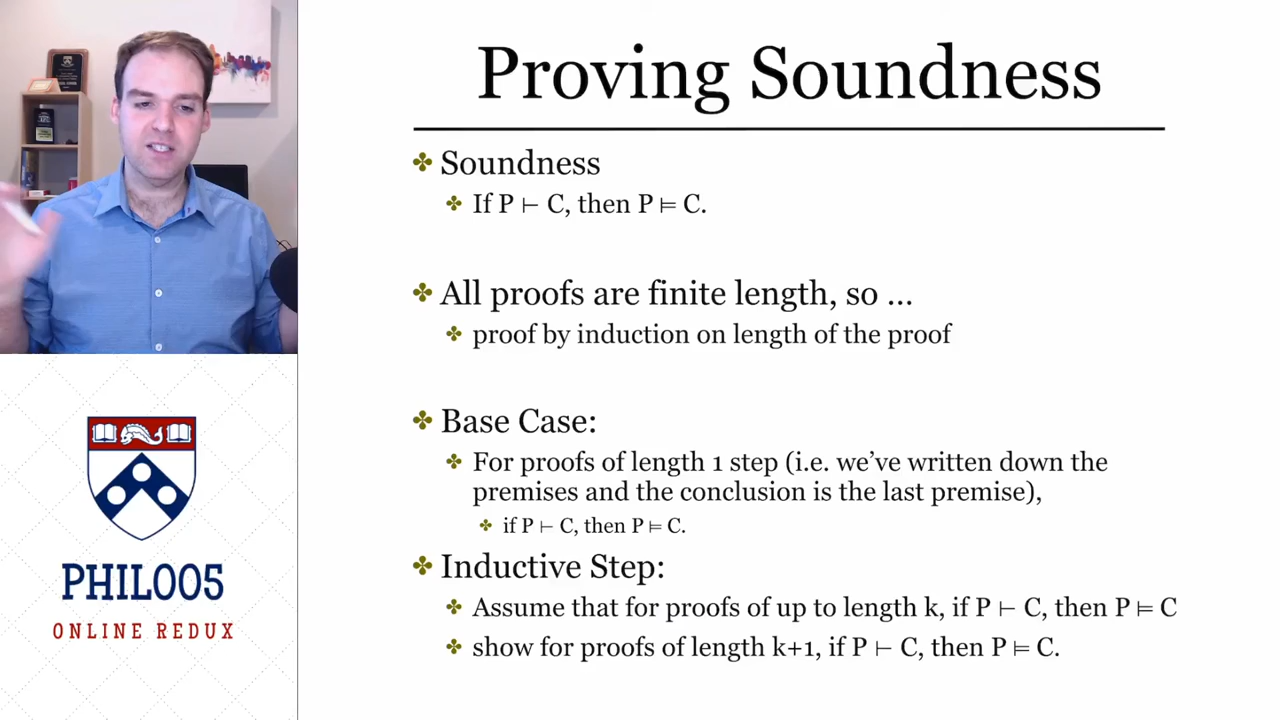 Proving Soundness
Soundness
If P ⊢ C, then P ⊨ C.
All proofs are finite length, so ...
proof by induction on length of the proof
Base Case:
For proofs of length 1 step (i.e. we’ve written down the
premises and the conclusion is the last premise),
if P ⊢ C, then P ⊨ C.
Inductive Step:
Assume that for proofs of up to length k, if P ⊢ C, then P ⊨ C
show for proofs of length k+1, if P ⊢ C, then P ⊨ C.
PHIL005
ONLINE REDUX